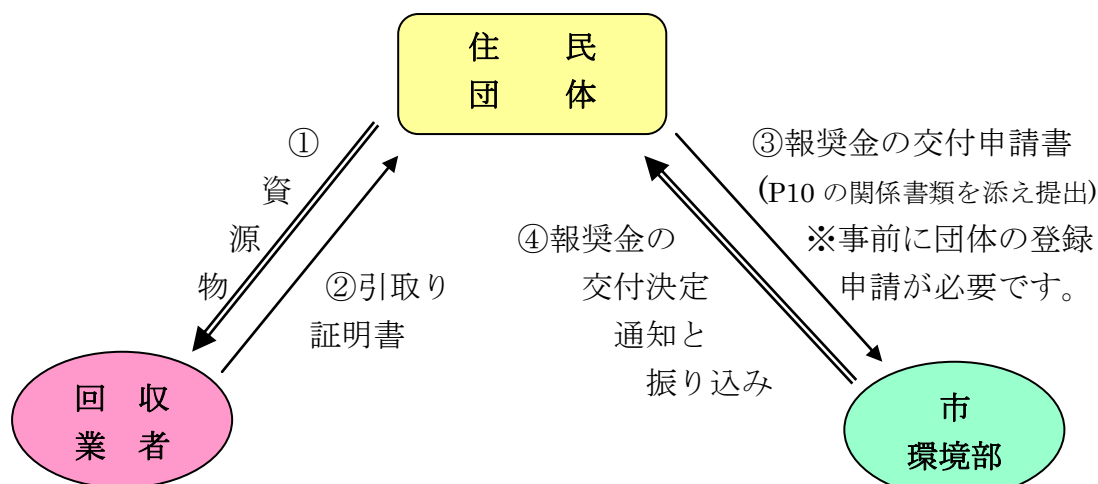 住　　民
団　　体
①
資
源
物
②引取り
証明書
③報奨金の交付申請書
(P10 の関係書類を添え提出)
※事前に団体の登録
申請が必要です。
④報奨金の
交付決定
通知と
振り込み
回　収
業　者
市
環境部